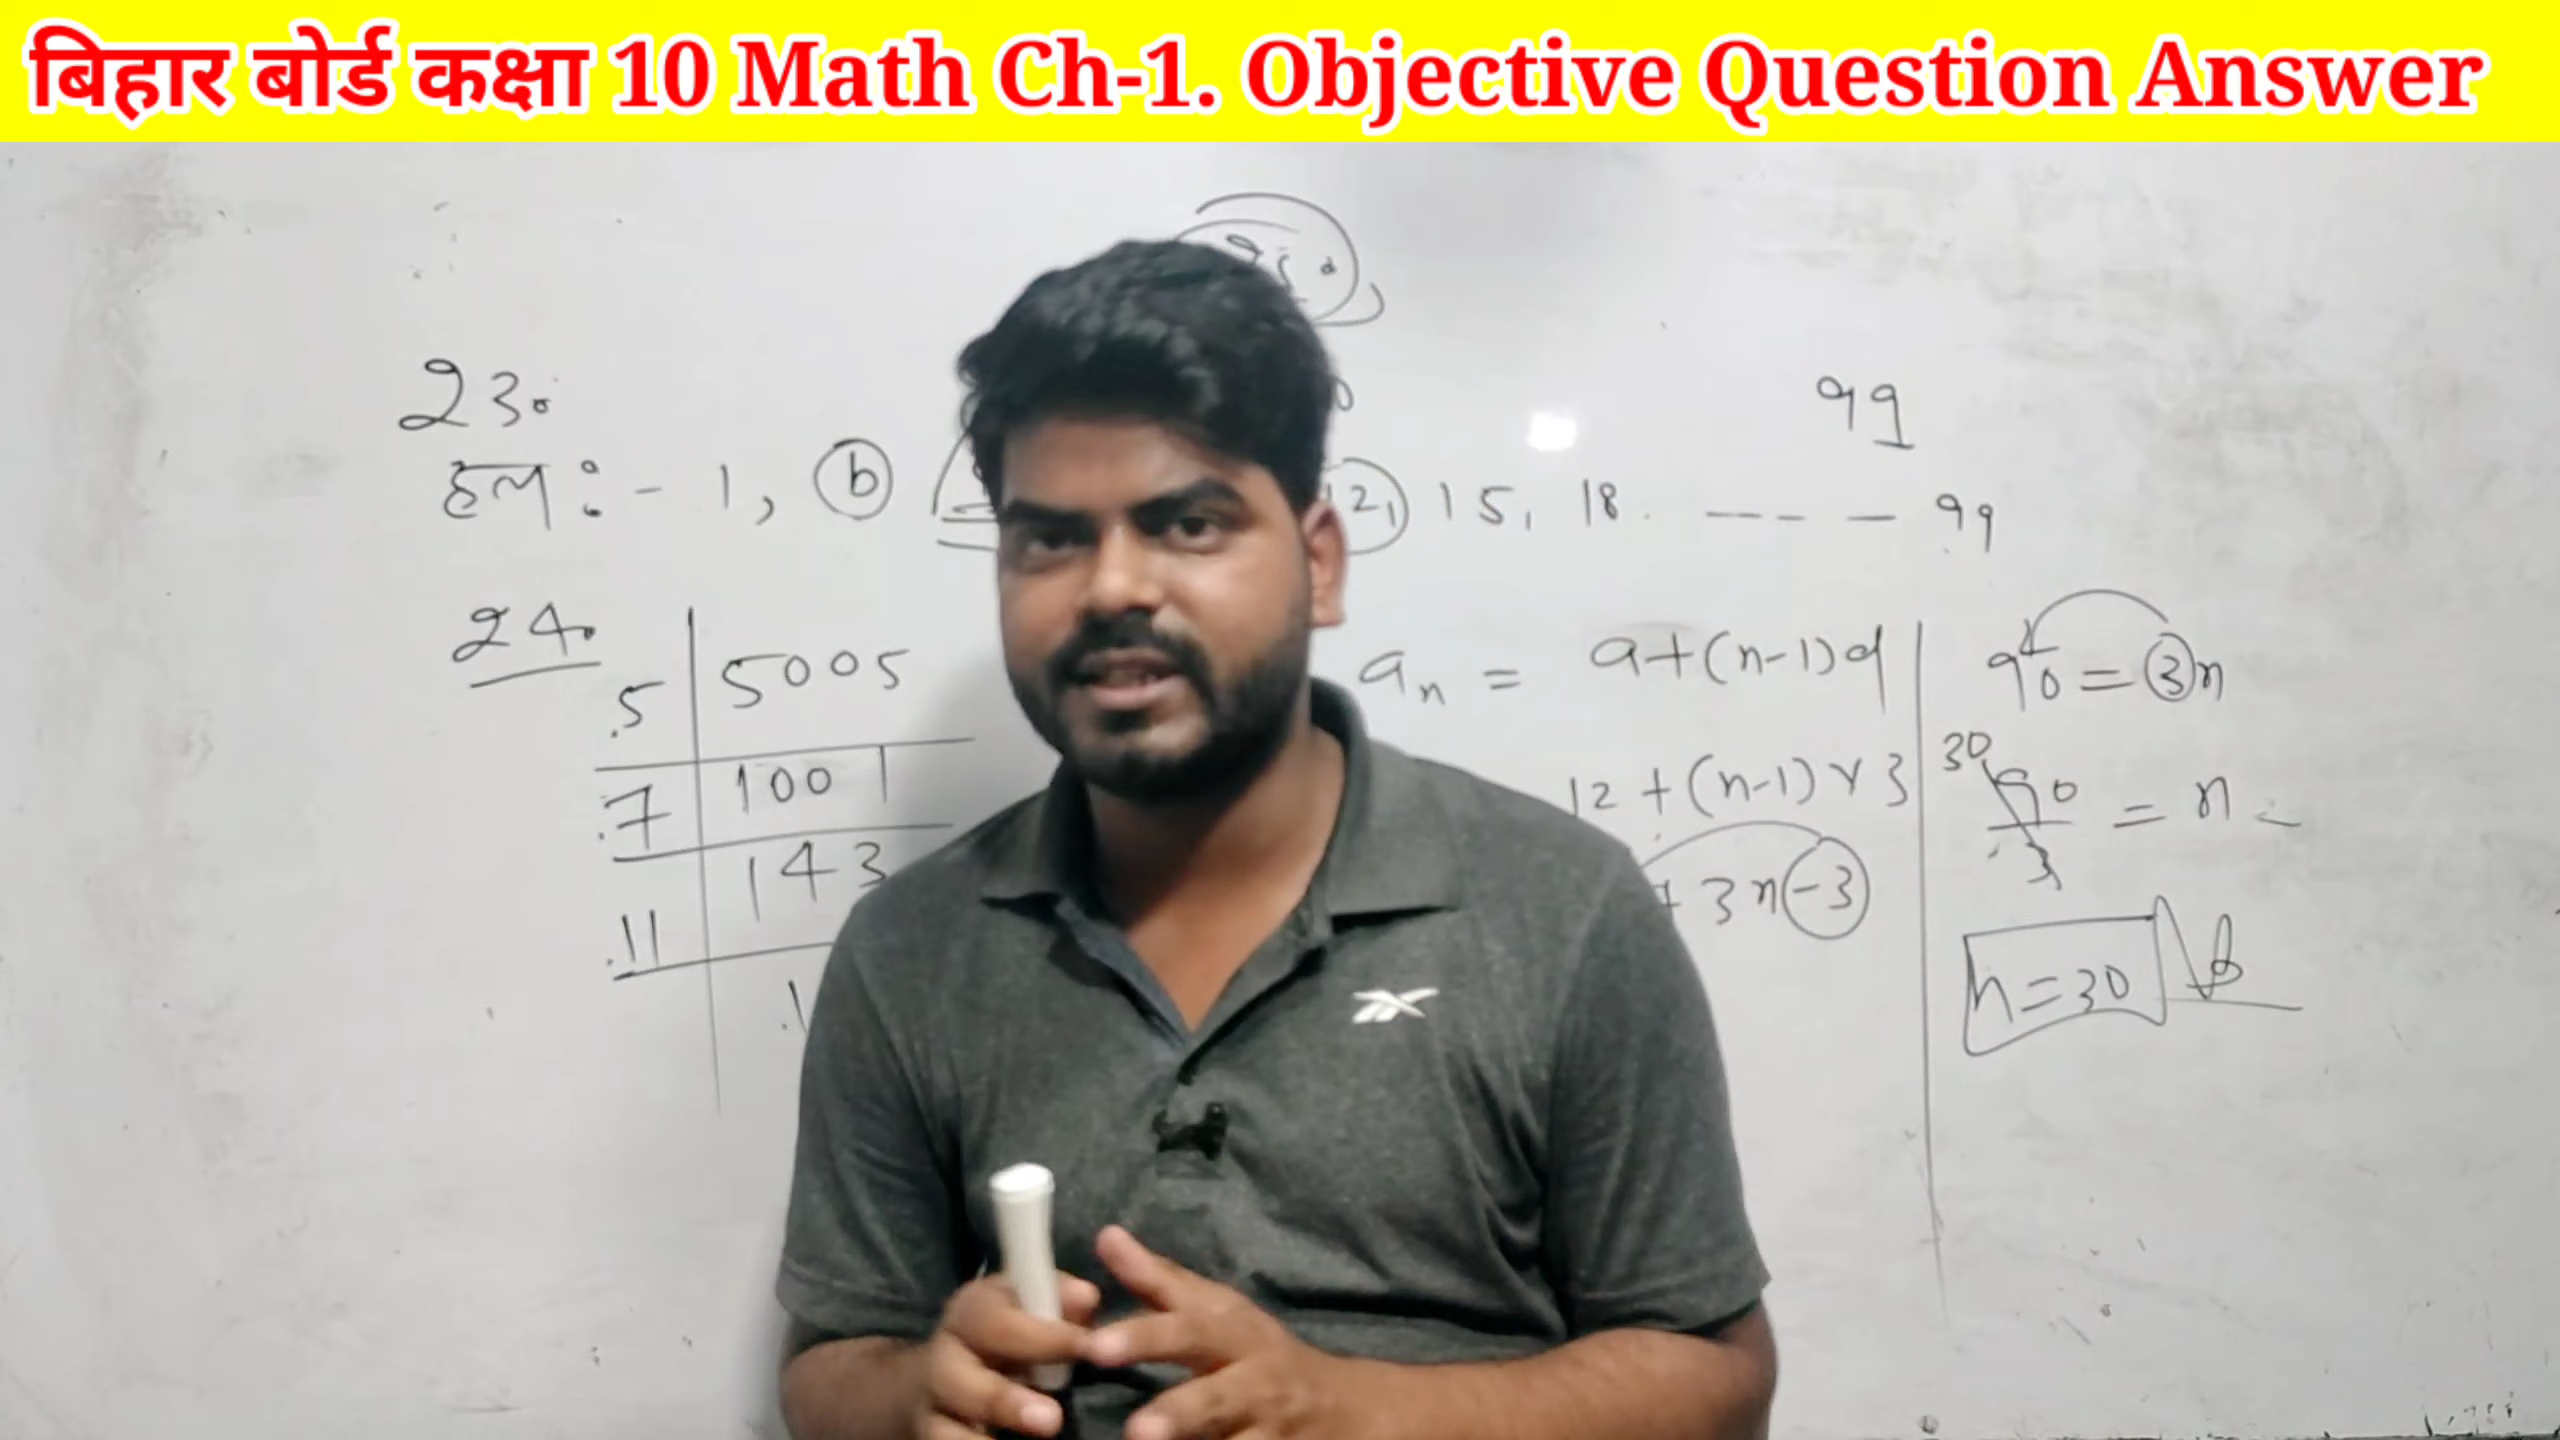 बिहार बोर्ड कक्षा 10 Math Ch-1. Objective Question Answer
23.
99
हल :- 1, b 12, 15, 18. --- 99
24.
5 5005
7 1001
11 143
aₙ = a+(n-1)d
12 + (n-1)×3
+ 3n-3
90 = 3n
30
90/3 = n
n=30